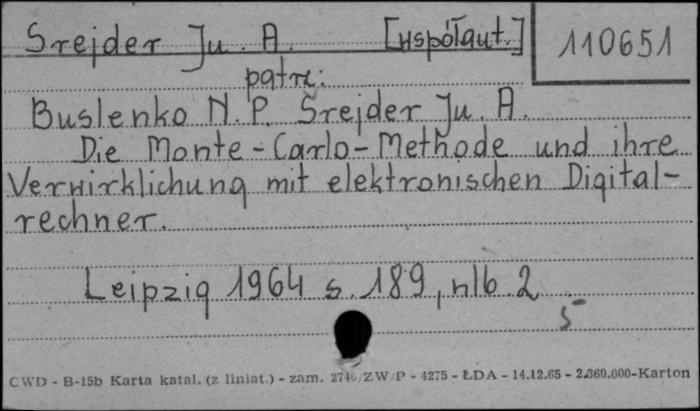 Srejder Ju. A. [współaut.] 110651
patrz:
Buslenko N. P. Šrejder Ju. A.
Die Monte-Carlo-Methode und ihre
Verwirklichung mit elektronischen Digital-
rechner.
Leipzig 1964 s. 189, nlb 2
5
CWD - B-15b Karta katal. (z liniat.) - zam. 2740/ZW/P - 4275 - ŁDA - 14.12.65 - 2.360.000-Karton